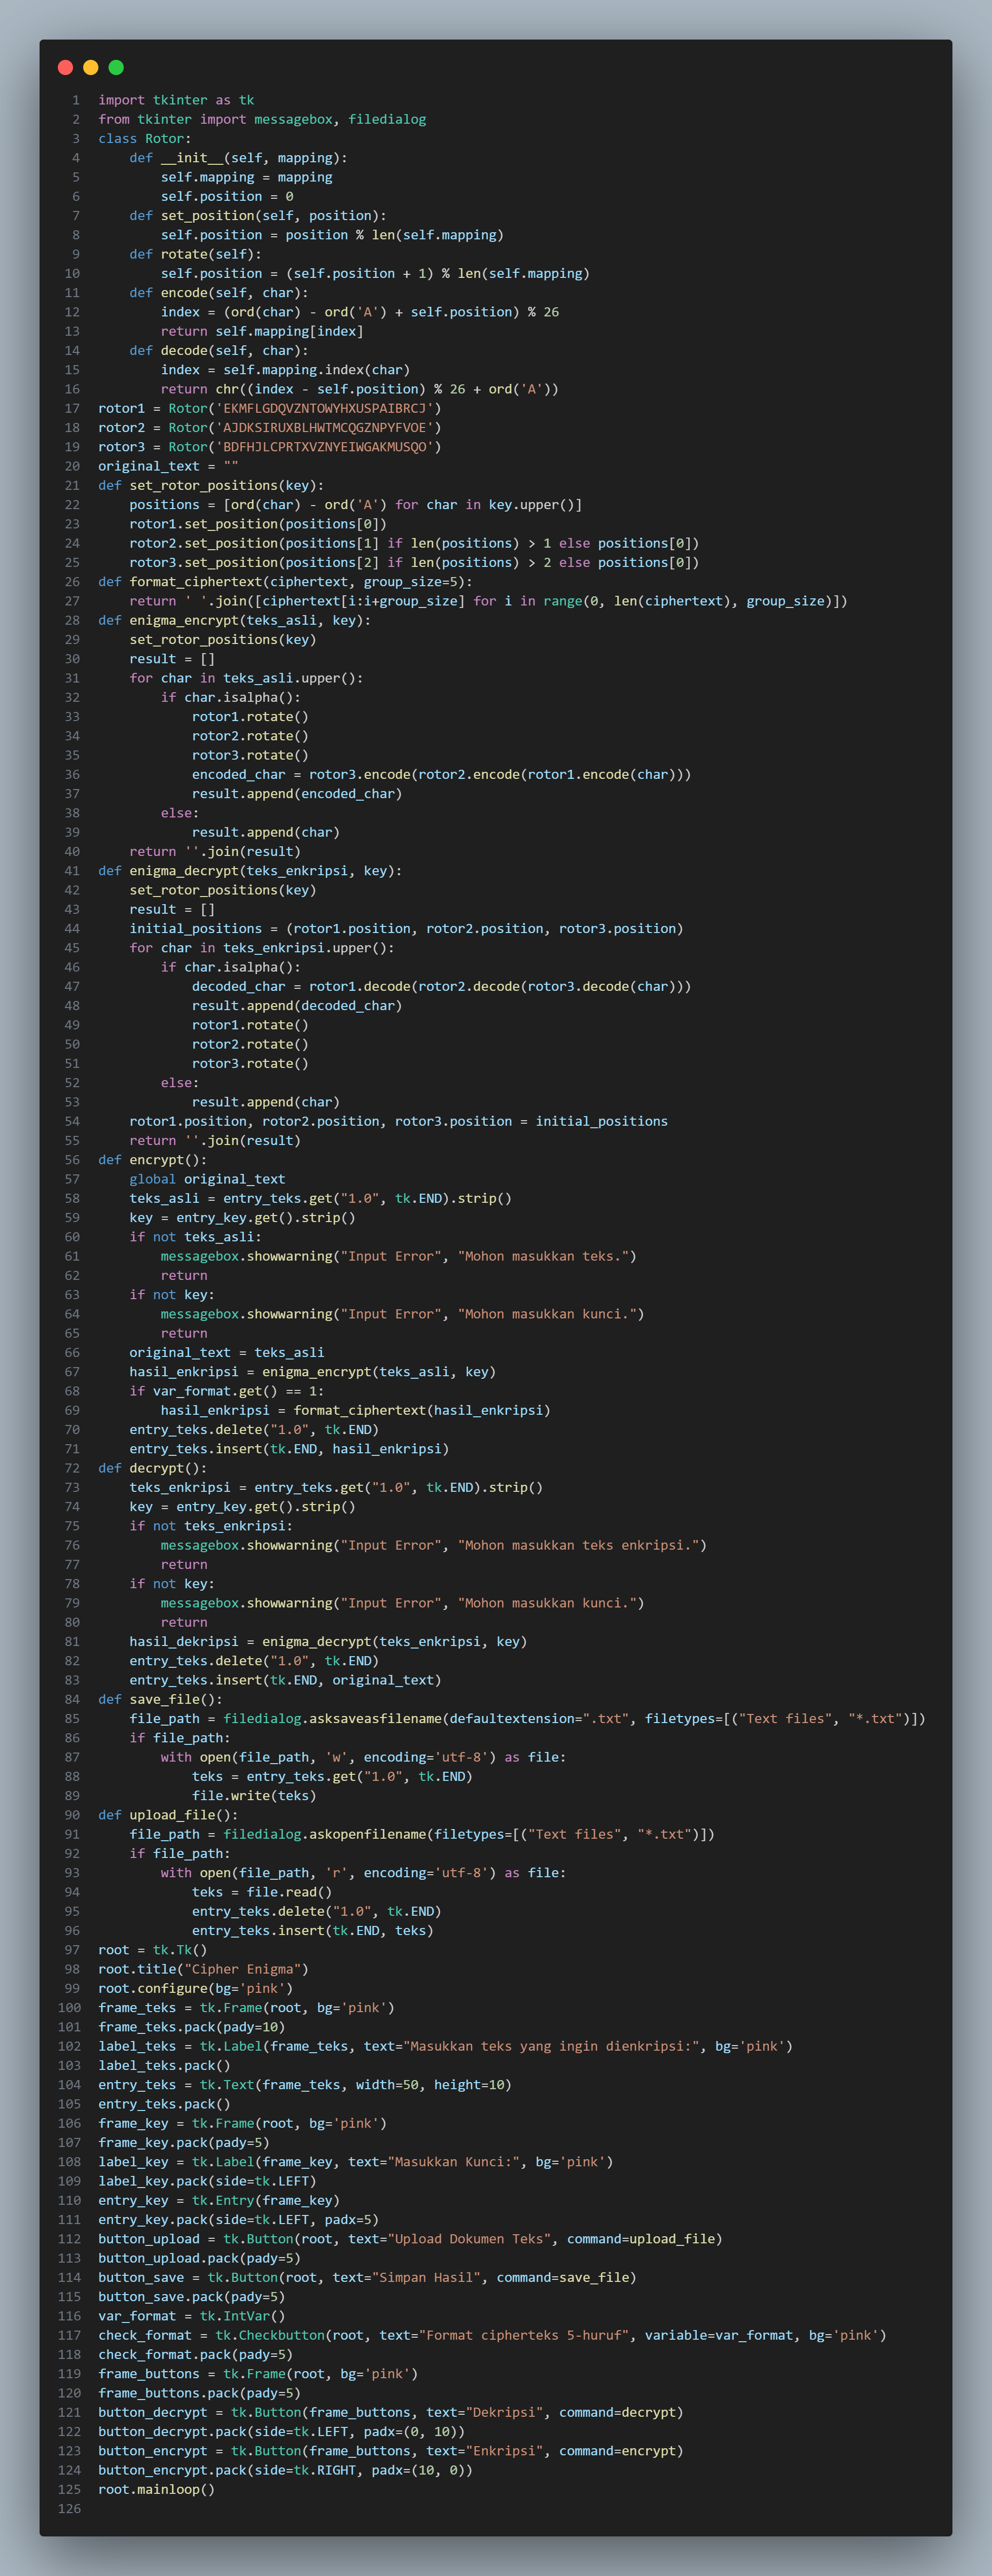 1 import tkinter as tk
2 from tkinter import messagebox, filedialog
3 class Rotor:
4     def __init__(self, mapping):
5         self.mapping = mapping
6         self.position = 0
7     def set_position(self, position):
8         self.position = position % len(self.mapping)
9     def rotate(self):
10         self.position = (self.position + 1) % len(self.mapping)
11     def encode(self, char):
12         index = (ord(char) - ord('A') + self.position) % 26
13         return self.mapping[index]
14     def decode(self, char):
15         index = self.mapping.index(char)
16         return chr((index - self.position) % 26 + ord('A'))
17 rotor1 = Rotor('EKMFLGDQVZNTOWYHXUSPAIBRCJ')
18 rotor2 = Rotor('AJDKSIRUXBLHWTMCQGZNPYFVOE')
19 rotor3 = Rotor('BDFHJLCPRTXVZNYEIWGAKMUSQO')
20 original_text = ""
21 def set_rotor_positions(key):
22     positions = [ord(char) - ord('A') for char in key.upper()]
23     rotor1.set_position(positions[0])
24     rotor2.set_position(positions[1] if len(positions) > 1 else positions[0])
25     rotor3.set_position(positions[2] if len(positions) > 2 else positions[0])
26 def format_ciphertext(ciphertext, group_size=5):
27     return ' '.join([ciphertext[i:i+group_size] for i in range(0, len(ciphertext), group_size)])
28 def enigma_encrypt(teks_asli, key):
29     set_rotor_positions(key)
30     result = []
31     for char in teks_asli.upper():
32         if char.isalpha():
33             rotor1.rotate()
34             rotor2.rotate()
35             rotor3.rotate()
36             encoded_char = rotor3.encode(rotor2.encode(rotor1.encode(char)))
37             result.append(encoded_char)
38         else:
39             result.append(char)
40     return ''.join(result)
41 def enigma_decrypt(teks_enkripsi, key):
42     set_rotor_positions(key)
43     result = []
44     initial_positions = (rotor1.position, rotor2.position, rotor3.position)
45     for char in teks_enkripsi.upper():
46         if char.isalpha():
47             decoded_char = rotor1.decode(rotor2.decode(rotor3.decode(char)))
48             result.append(decoded_char)
49             rotor1.rotate()
50             rotor2.rotate()
51             rotor3.rotate()
52         else:
53             result.append(char)
54     rotor1.position, rotor2.position, rotor3.position = initial_positions
55     return ''.join(result)
56 def encrypt():
57     global original_text
58     teks_asli = entry_teks.get("1.0", tk.END).strip()
59     key = entry_key.get().strip()
60     if not teks_asli:
61         messagebox.showwarning("Input Error", "Mohon masukkan teks.")
62         return
63     if not key:
64         messagebox.showwarning("Input Error", "Mohon masukkan kunci.")
65         return
66     original_text = teks_asli
67     hasil_enkripsi = enigma_encrypt(teks_asli, key)
68     if var_format.get() == 1:
69         hasil_enkripsi = format_ciphertext(hasil_enkripsi)
70     entry_teks.delete("1.0", tk.END)
71     entry_teks.insert(tk.END, hasil_enkripsi)
72 def decrypt():
73     teks_enkripsi = entry_teks.get("1.0", tk.END).strip()
74     key = entry_key.get().strip()
75     if not teks_enkripsi:
76         messagebox.showwarning("Input Error", "Mohon masukkan teks enkripsi.")
77         return
78     if not key:
79         messagebox.showwarning("Input Error", "Mohon masukkan kunci.")
80         return
81     hasil_dekripsi = enigma_decrypt(teks_enkripsi, key)
82     entry_teks.delete("1.0", tk.END)
83     entry_teks.insert(tk.END, original_text)
84 def save_file():
85     file_path = filedialog.asksaveasfilename(defaultextension=".txt", filetypes=[("Text files", "*.txt")])
86     if file_path:
87         with open(file_path, 'w', encoding='utf-8') as file:
88             teks = entry_teks.get("1.0", tk.END)
89             file.write(teks)
90 def upload_file():
91     file_path = filedialog.askopenfilename(filetypes=[("Text files", "*.txt")])
92     if file_path:
93         with open(file_path, 'r', encoding='utf-8') as file:
94             teks = file.read()
95             entry_teks.delete("1.0", tk.END)
96             entry_teks.insert(tk.END, teks)
97 root = tk.Tk()
98 root.title("Cipher Enigma")
99 root.configure(bg='pink')
100 frame_teks = tk.Frame(root, bg='pink')
101 frame_teks.pack(pady=10)
102 label_teks = tk.Label(frame_teks, text="Masukkan teks yang ingin dienkripsi:", bg='pink')
103 label_teks.pack()
104 entry_teks = tk.Text(frame_teks, width=50, height=10)
105 entry_teks.pack()
106 frame_key = tk.Frame(root, bg='pink')
107 frame_key.pack(pady=5)
108 label_key = tk.Label(frame_key, text="Masukkan Kunci:", bg='pink')
109 label_key.pack(side=tk.LEFT)
110 entry_key = tk.Entry(frame_key)
111 entry_key.pack(side=tk.LEFT, padx=5)
112 button_upload = tk.Button(root, text="Upload Dokumen Teks", command=upload_file)
113 button_upload.pack(pady=5)
114 button_save = tk.Button(root, text="Simpan Hasil", command=save_file)
115 button_save.pack(pady=5)
116 var_format = tk.IntVar()
117 check_format = tk.Checkbutton(root, text="Format cipherteks 5-huruf", variable=var_format, bg='pink')
118 check_format.pack(pady=5)
119 frame_buttons = tk.Frame(root, bg='pink')
120 frame_buttons.pack(pady=5)
121 button_decrypt = tk.Button(frame_buttons, text="Dekripsi", command=decrypt)
122 button_decrypt.pack(side=tk.LEFT, padx=(0, 10))
123 button_encrypt = tk.Button(frame_buttons, text="Enkripsi", command=encrypt)
124 button_encrypt.pack(side=tk.RIGHT, padx=(10, 0))
125 root.mainloop()
126